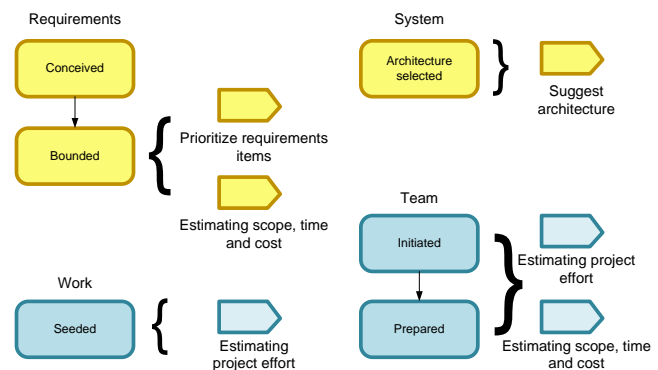 Requirements
Conceived
Bounded
Prioritize requirements
items
Estimating scope, time
and cost
System
Architecture
selected
Suggest
architecture
Work
Seeded
Estimating
project effort
Team
Initiated
Prepared
Estimating project
effort
Estimating scope, time
and cost